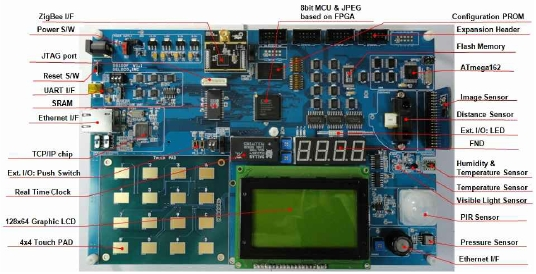 ZigBee I/F
Power S/W
JTAG port
Reset S/W
UART I/F
SRAM
Ethernet I/F
TCP/IP chip
Ext. I/O: Push Switch
Real Time Clock
128x64 Graphic LCD
4x4 Touch PAD
8bit MCU & JPEG
based on FPGA
Configuration PROM
Expansion Header
Flash Memory
ATmega162
Image Sensor
Distance Sensor
Ext. I/O: LED
FND
Humidity &
Temperature Sensor
Temperature Sensor
Visible Light Sensor
PIR Sensor
Pressure Sensor
Ethernet I/F
TOUCH PAD